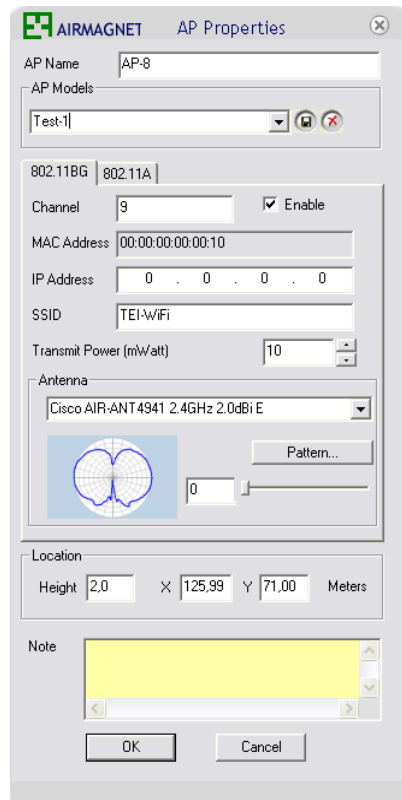 AIRMAGNET AP Properties
AP Name AP-8
AP Models
Test-1
802.11BG 802.11A
Channel 9 Enable
MAC Address 00:00:00:00:00:10
IP Address 0 . 0 . 0 . 0
SSID TEI-WiFi
Transmit Power (mWatt) 10
Antenna
Cisco AIR-ANT4941 2.4GHz 2.0dBi E
Pattern...
0
Location
Height 2,0 X 125,99 Y 71,00 Meters
Note
OK Cancel